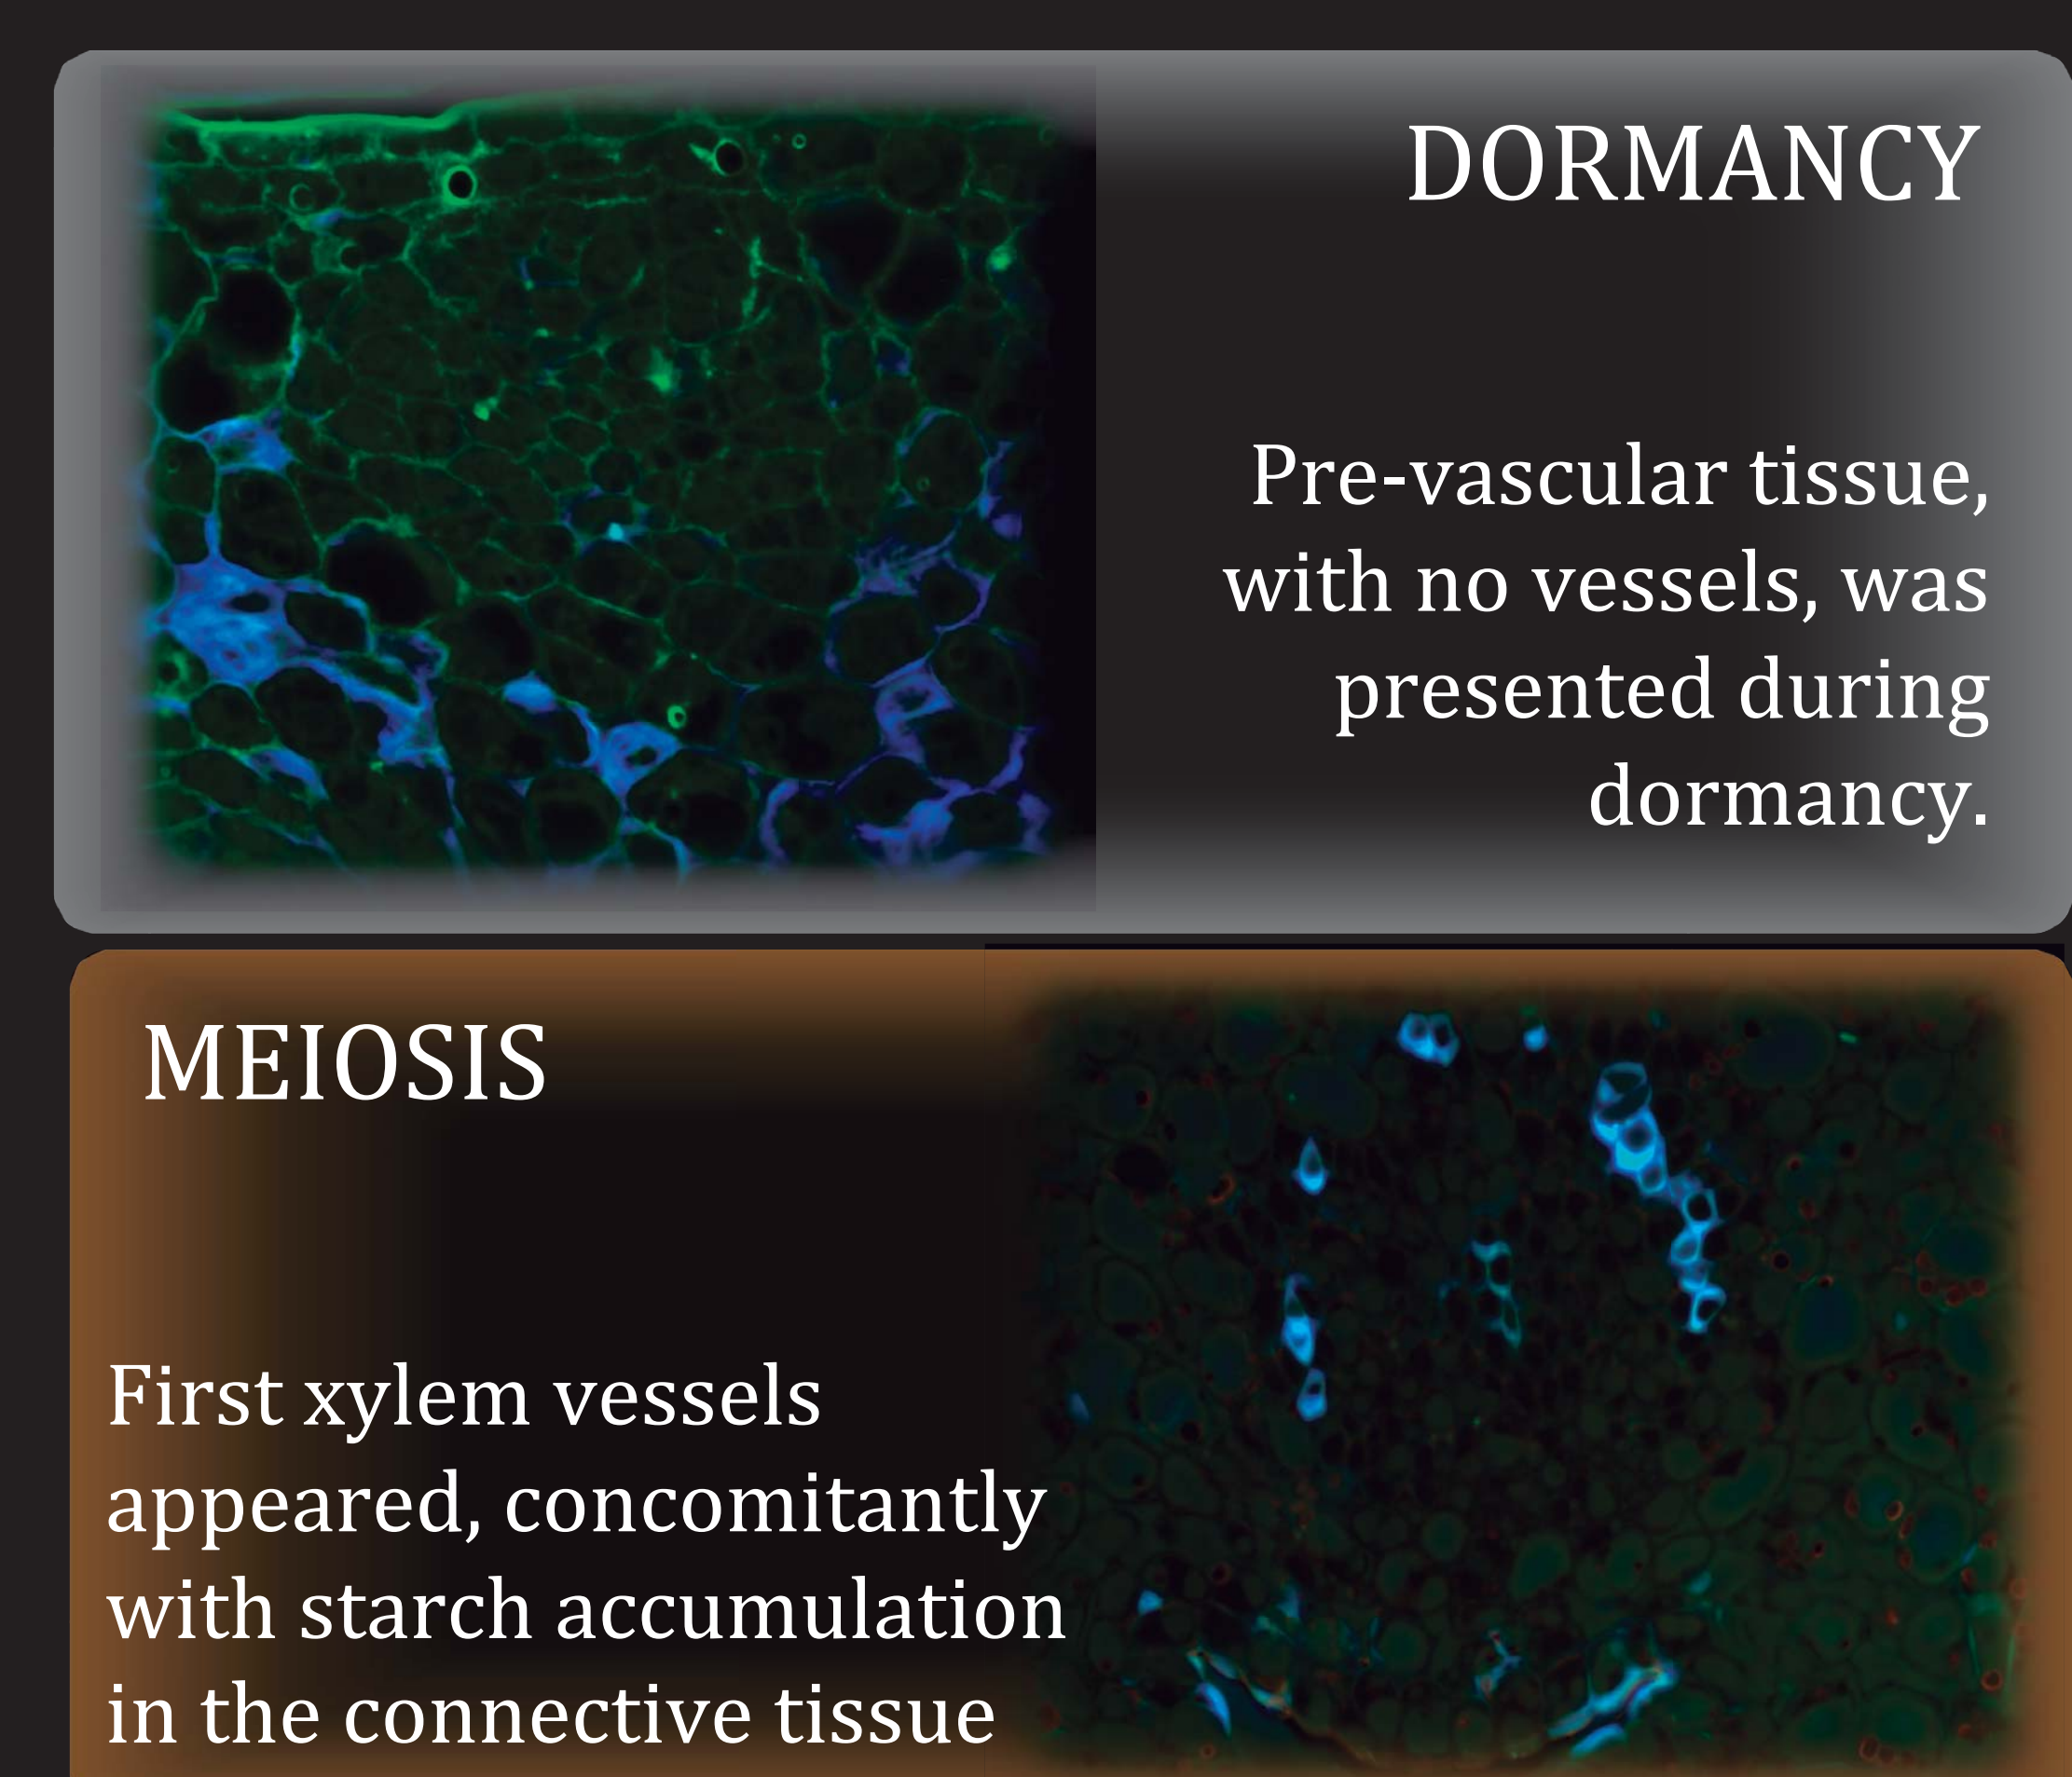 DORMANCY
Pre-vascular tissue,
with no vessels, was
presented during
dormancy.
MEIOSIS
First xylem vessels
appeared, concomitantly
with starch accumulation
in the connective tissue